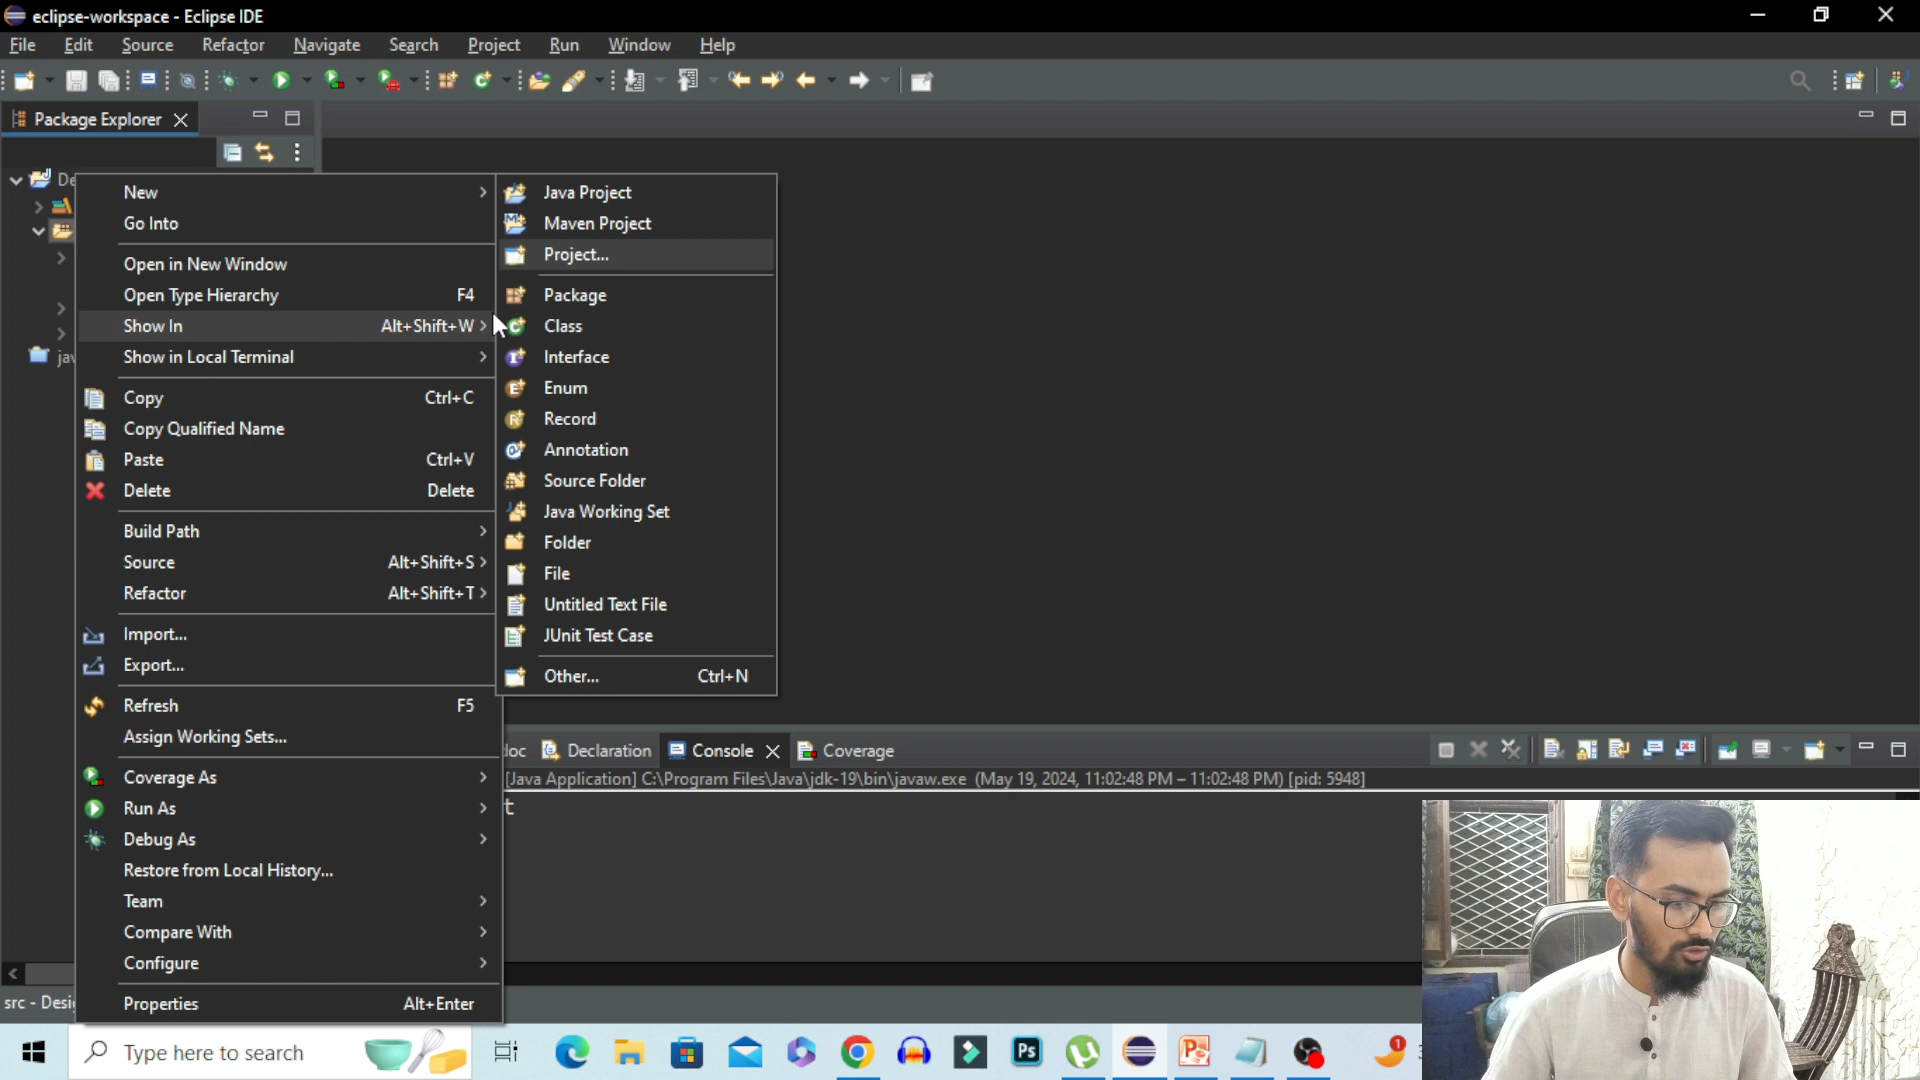 eclipse-workspace - Eclipse IDE
File Edit Source Refactor Navigate Search Project Run Window Help
Package Explorer
De
jav
New
Go Into
Open in New Window
Open Type Hierarchy F4
Show In Alt+Shift+W
Show in Local Terminal
Copy Ctrl+C
Copy Qualified Name
Paste Ctrl+V
Delete Delete
Build Path
Source Alt+Shift+S
Refactor Alt+Shift+T
Import...
Export...
Refresh F5
Assign Working Sets...
Coverage As
Run As
Debug As
Restore from Local History...
Team
Compare With
Configure
Properties Alt+Enter
Java Project
Maven Project
Project...
Package
Class
Interface
Enum
Record
Annotation
Source Folder
Java Working Set
Folder
File
Untitled Text File
JUnit Test Case
Other... Ctrl+N
doc Declaration Console Coverage
[Java Application] C:\Program Files\Java\jdk-19\bin\javaw.exe (May 19, 2024, 11:02:48 PM – 11:02:48 PM) [pid: 5948]
t
src - Desig
Type here to search
Ps
1